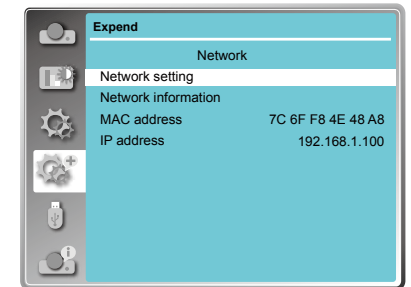 Expend
Network
Network setting
Network information
MAC address 7C 6F F8 4E 48 A8
IP address 192.168.1.100